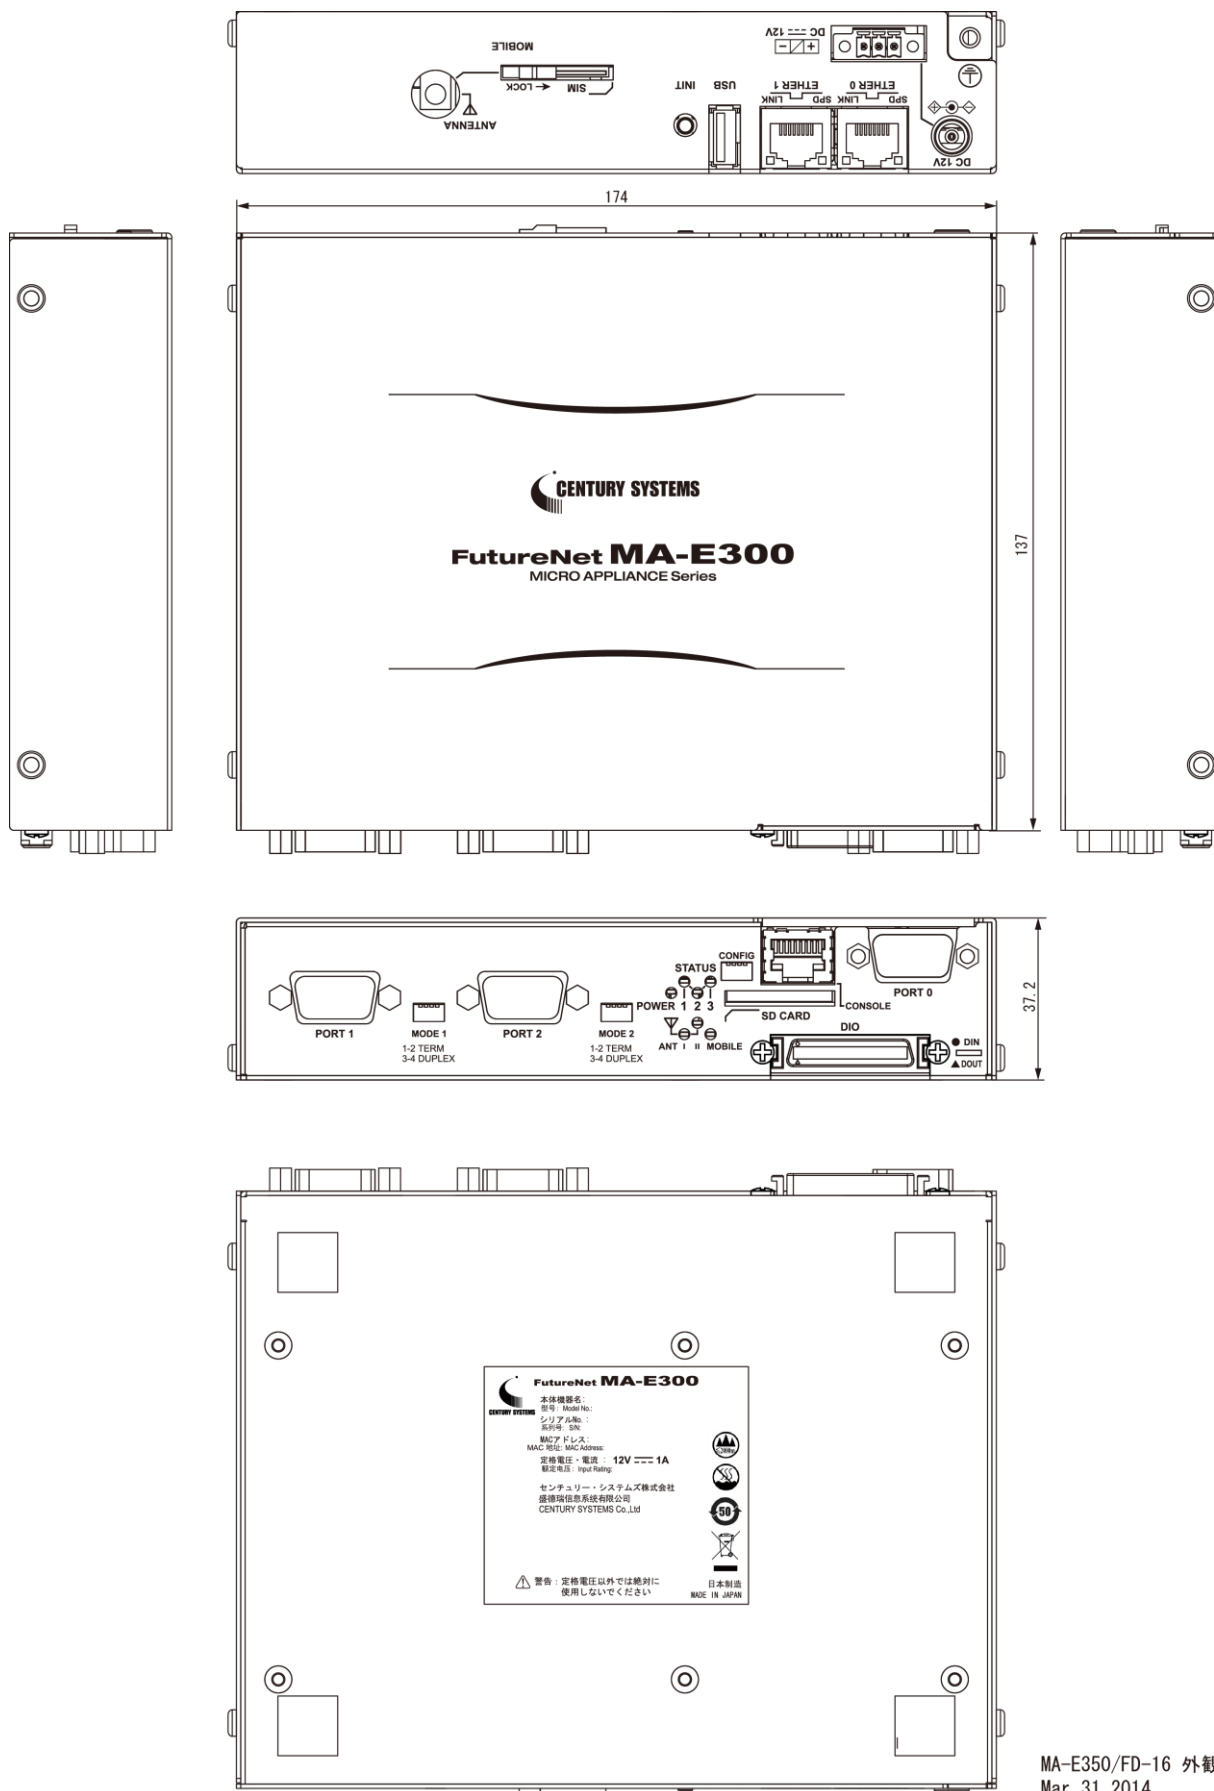 MOBILE
DC 12V
+ -
LOCK ← SIM
ANTENNA
INIT
USB
ETHER 1
LINK SPD
ETHER 0
LINK SPD
DC 12V
174
137
CENTURY SYSTEMS
FutureNet MA-E300
MICRO APPLIANCE Series
37.2
CONFIG
STATUS
POWER 1 2 3
PORT 0
CONSOLE
SD CARD
PORT 1
MODE 1
PORT 2
MODE 2
1-2 TERM
3-4 DUPLEX
1-2 TERM
3-4 DUPLEX
ANT I II MOBILE
DIO
● DIN
▲ DOUT
FutureNet MA-E300
CENTURY SYSTEMS
本体機器名:
型号: Model No.:
シリアルNo. :
系列号: S/N:
MACアドレス:
MAC 地址: MAC Address:
定格電圧・電流 : 12V 1A
額定电压: Input Rating:
センチュリー・システムズ株式会社
盛德瑞信息系统有限公司
CENTURY SYSTEMS Co.,Ltd
50
警告:定格電圧以外では絶対に
使用しないでください
日本制造
MADE IN JAPAN
MA-E350/FD-16 外観
Mar. 31 2014